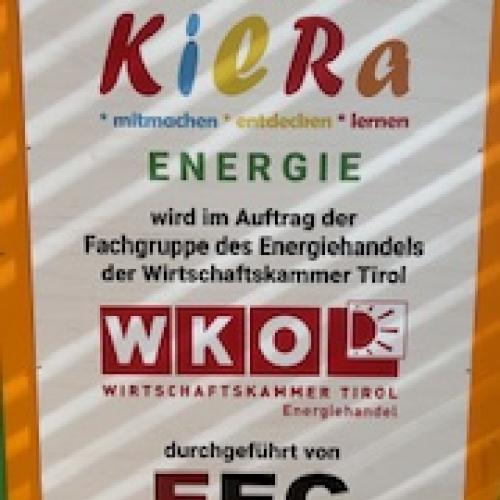 KiLRa
* mitmachen * entdecken * lernen
ENERGIE
wird im Auftrag der
Fachgruppe des Energiehandels
der Wirtschaftskammer Tirol
WKO
WIRTSCHAFTSKAMMER TIROL
Energiehandel
durchgeführt von